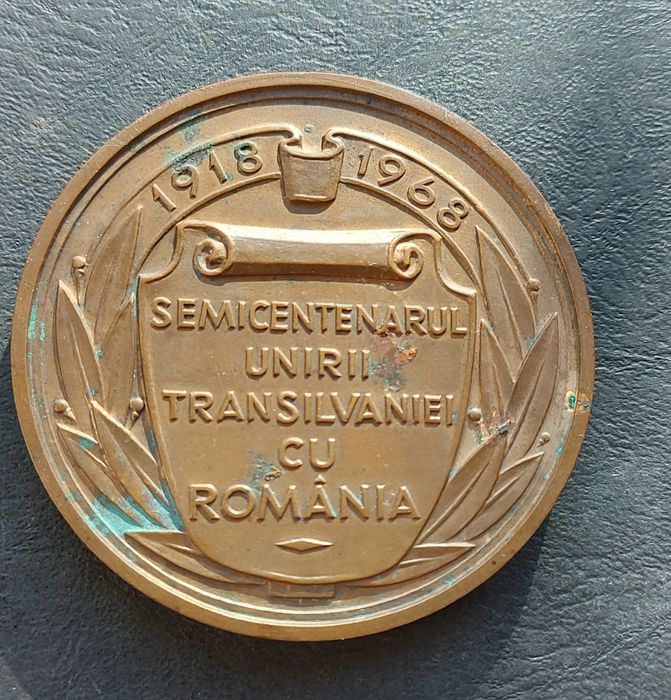 1918 1968
SEMICENTENARUL
UNIRII
TRANSILVANIEI
CU
ROMÂNIA